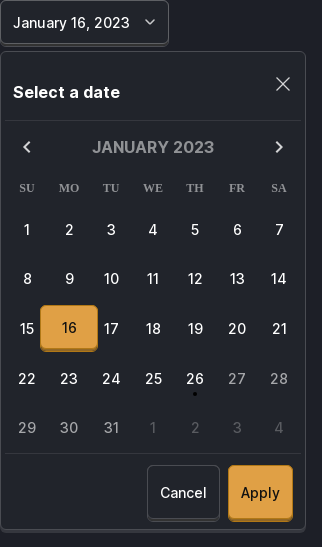 January 16, 2023
Select a date
JANUARY 2023
SU MO TU WE TH FR SA
1 2 3 4 5 6 7
8 9 10 11 12 13 14
15 16 17 18 19 20 21
22 23 24 25 26 27 28
29 30 31 1 2 3 4
Cancel Apply